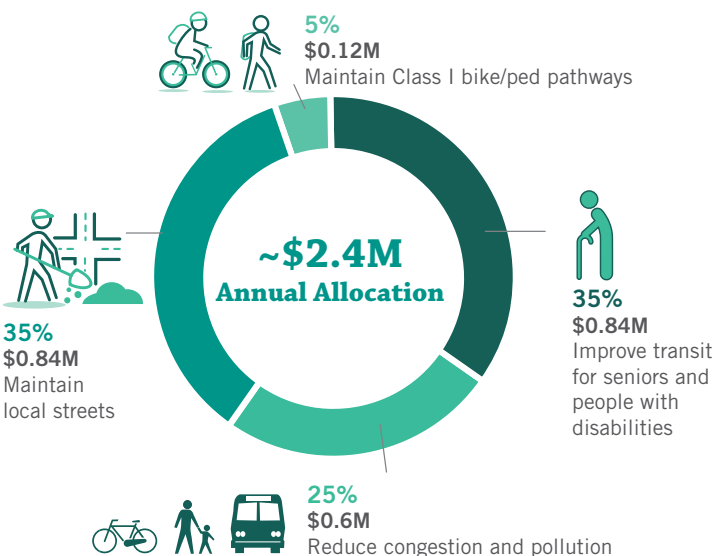 5%
$0.12M
Maintain Class I bike/ped pathways
~$2.4M
Annual Allocation
35%
$0.84M
Maintain
local streets
35%
$0.84M
Improve transit
for seniors and
people with
disabilities
25%
$0.6M
Reduce congestion and pollution